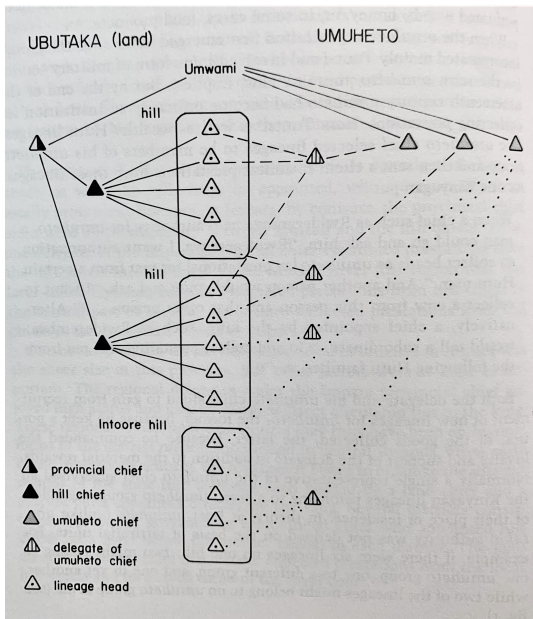 UBUTAKA (land)
UMUHETO
Umwami
hill
hill
Intoore hill
provincial chief
hill chief
umuheto chief
delegate of
umuheto chief
lineage head